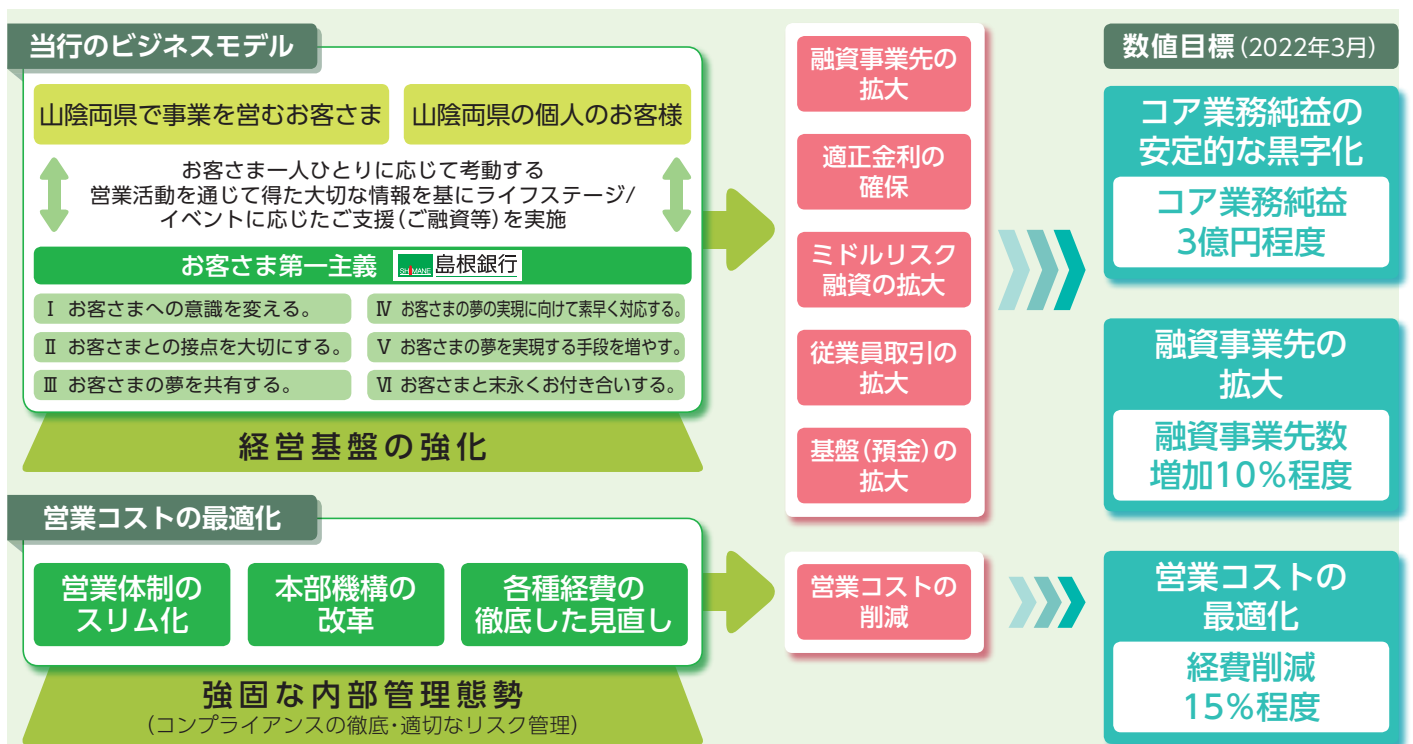 当行のビジネスモデル
山陰両県で事業を営むお客さま
山陰両県の個人のお客様
お客さま一人ひとりに応じて考動する
営業活動を通じて得た大切な情報を基にライフステージ/
イベントに応じたご支援(ご融資等)を実施
お客さま第一主義
SHIMANE 島根銀行
Ⅰ お客さまへの意識を変える。
Ⅱ お客さまとの接点を大切にする。
Ⅲ お客さまの夢を共有する。
Ⅳ お客さまの夢の実現に向けて素早く対応する。
Ⅴ お客さまの夢を実現する手段を増やす。
Ⅵ お客さまと末永くお付き合いする。
経営基盤の強化
営業コストの最適化
営業体制の
スリム化
本部機構の
改革
各種経費の
徹底した見直し
強固な内部管理態勢
(コンプライアンスの徹底・適切なリスク管理)
融資事業先の
拡大
適正金利の
確保
ミドルリスク
融資の拡大
従業員取引の
拡大
基盤(預金)の
拡大
営業コストの
削減
数値目標(2022年3月)
コア業務純益の
安定的な黒字化
コア業務純益
3億円程度
融資事業先の
拡大
融資事業先数
増加10%程度
営業コストの
最適化
経費削減
15%程度